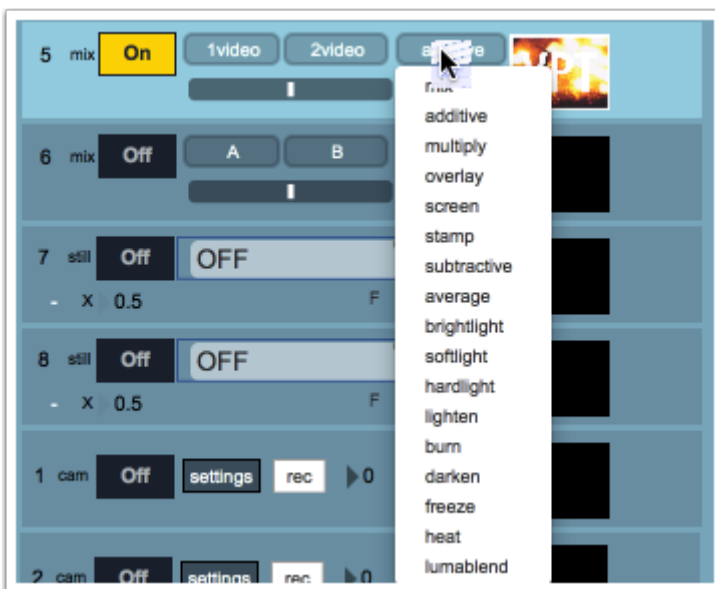 5 mix On 1video 2video
VPT
mix
additive
multiply
6 mix Off A B
overlay
screen
stamp
7 still Off OFF
subtractive
- X 0.5 F
average
brightlight
softlight
8 still Off OFF
hardlight
- X 0.5 F
lighten
burn
1 cam Off settings rec 0
darken
freeze
heat
2 cam Off settings rec 0
lumablend